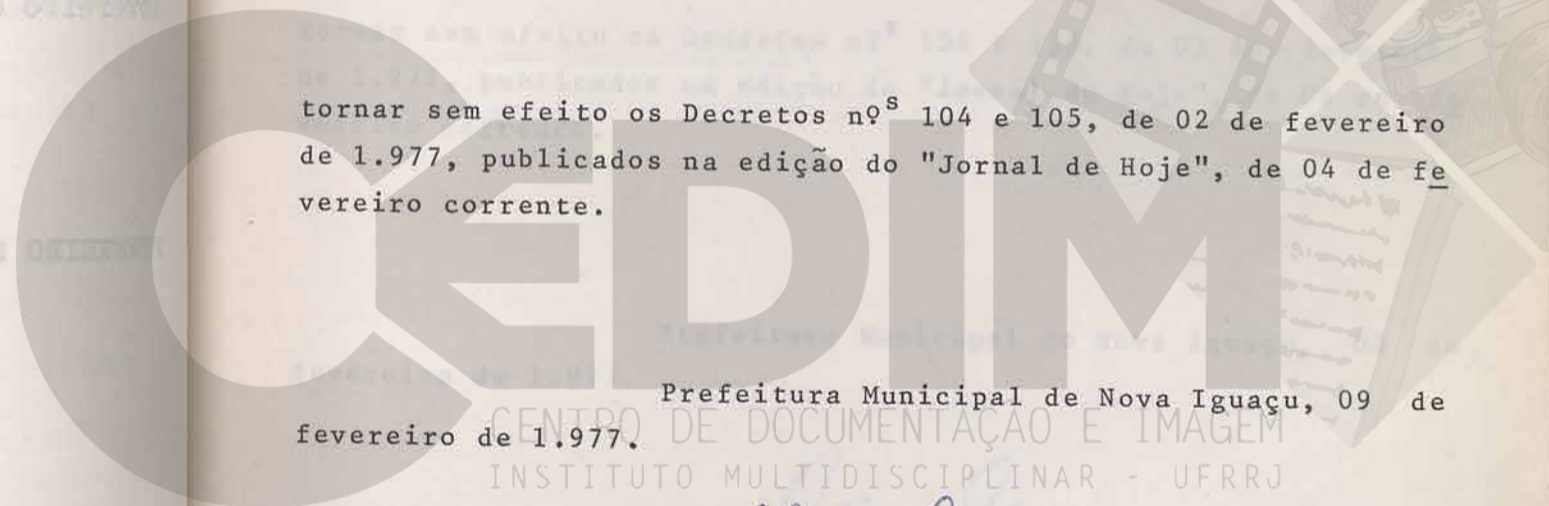 tornar sem efeito os Decretos nºˢ 104 e 105, de 02 de fevereiro
de 1.977, publicados na edição do "Jornal de Hoje", de 04 de fe
vereiro corrente.
Prefeitura Municipal de Nova Iguaçu, 09 de
fevereiro de 1.977.
CEDIM
CENTRO DE DOCUMENTAÇÃO E IMAGEM
INSTITUTO MULTIDISCIPLINAR - UFRRJ